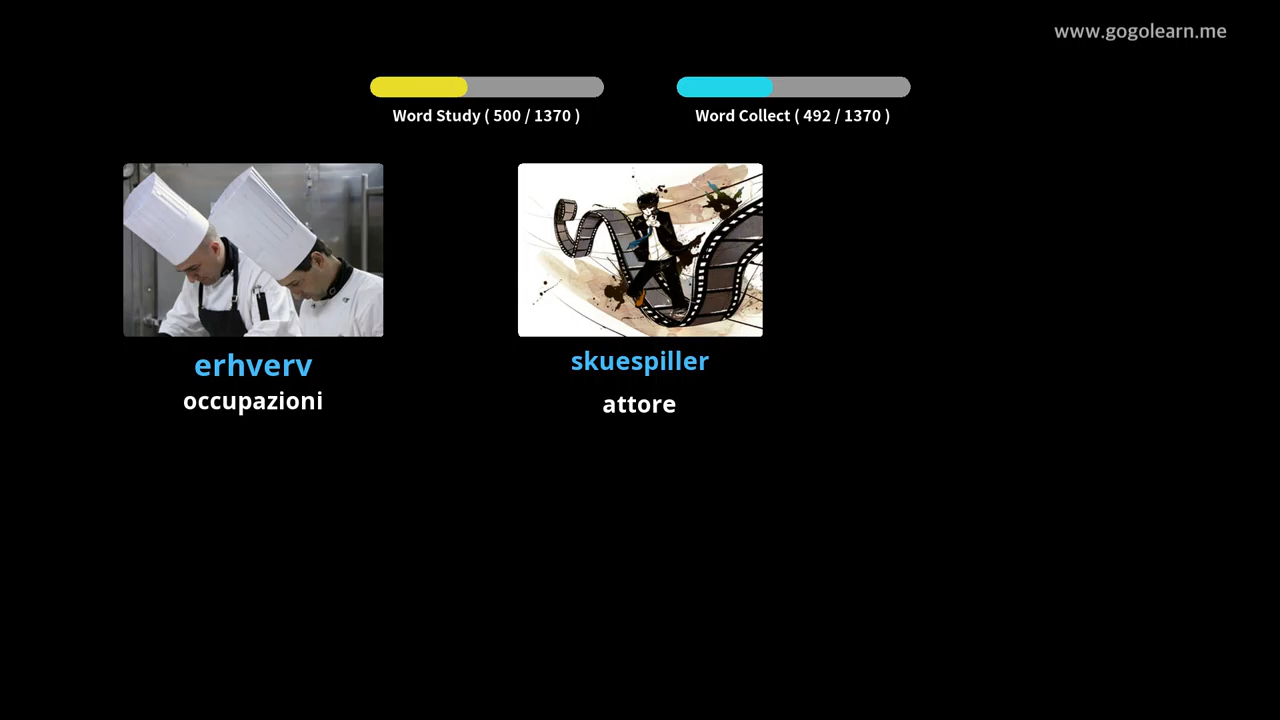 www.gogolearn.me
Word Study ( 500 / 1370 )
Word Collect ( 492 / 1370 )
erhverv
occupazioni
skuespiller
attore